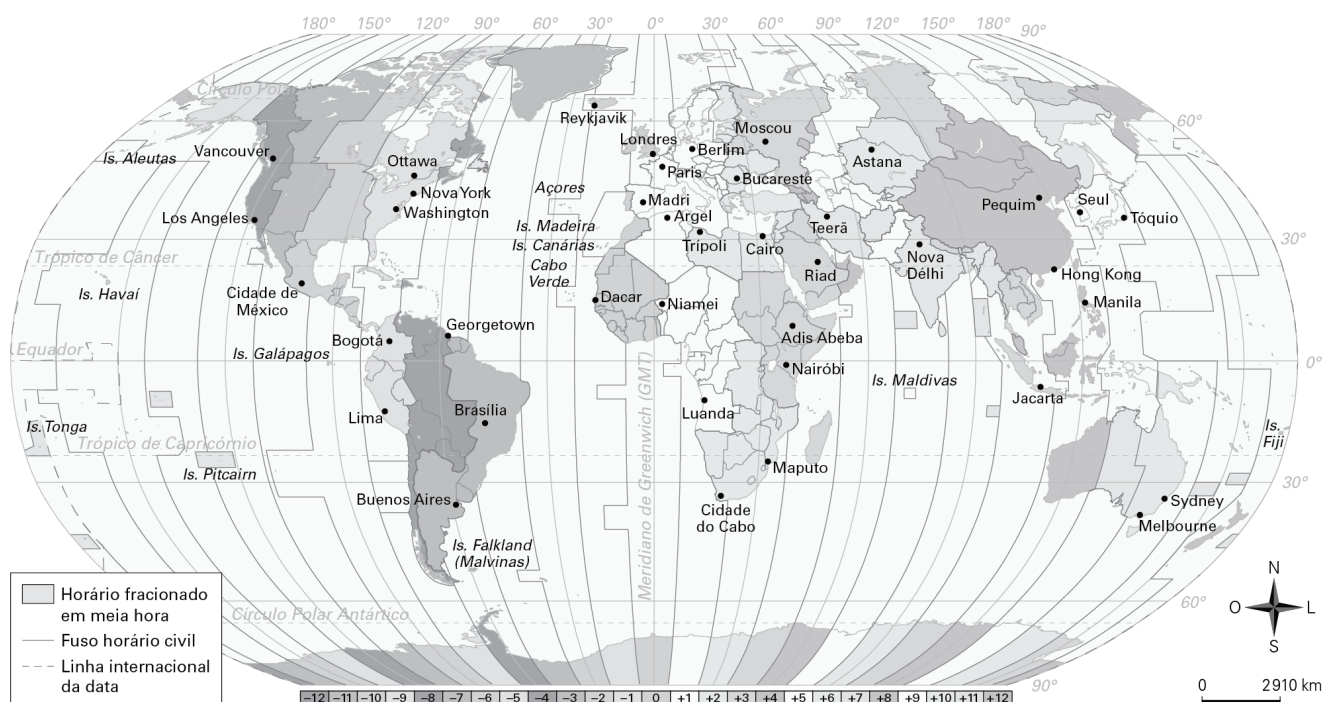 180° 150° 120° 90° 60° 30° 0° 30° 60° 90° 120° 150° 180° 90°
Círculo Polar
Reykjavik
60°
Londres
Moscou
Is. Aleutas
Vancouver
Berlim
Ottawa
Astana
Paris
Bucareste
Nova York
Açores
Madri
Pequim
Seul
Washington
Los Angeles
Argel
Tóquio
Is. Madeira
Teerã
Is. Canárias
Trípoli
Cairo
30°
Trópico de Câncer
Nova
Délhi
Cabo
Verde
Riad
Hong Kong
Is. Havaí
Cidade de
México
Dacar
Niamei
Manila
Georgetown
Bogotá
Adis Abeba
Equador
Is. Galápagos
0°
Nairóbi
Is. Maldivas
Jacarta
Lima
Brasília
Luanda
Is. Tonga
Is.
Fiji
Trópico de Capricórnio
Is. Pitcairn
Maputo
30°
Meridiano de Greenwich (GMT)
Buenos Aires
Cidade
do Cabo
Sydney
Melbourne
Is. Falkland
(Malvinas)
N
O L
S
Horário fracionado
em meia hora
Fuso horário civil
Linha internacional
da data
60°
Círculo Polar Antártico
90°
0 2910 km
–12 –11 –10 –9 –8 –7 –6 –5 –4 –3 –2 –1 0 +1 +2 +3 +4 +5 +6 +7 +8 +9 +10 +11 +12